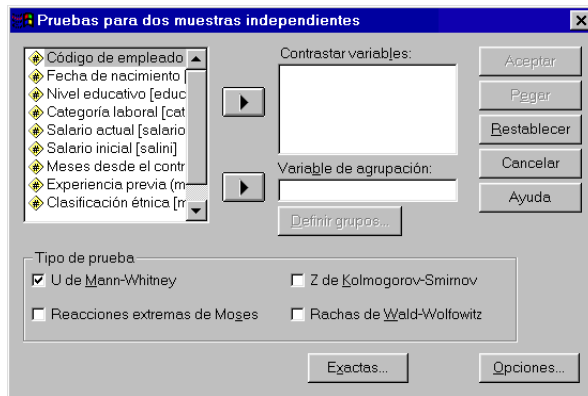 Pruebas para dos muestras independientes
Código de empleado
Fecha de nacimiento [
Nivel educativo [educ
Categoría laboral [cat
Salario actual [salario
Salario inicial [salini]
Meses desde el contr
Experiencia previa (m
Clasificación étnica [m
Contrastar variables:
Variable de agrupación:
Definir grupos...
Aceptar
Pegar
Restablecer
Cancelar
Ayuda
Tipo de prueba
U de Mann-Whitney
Z de Kolmogorov-Smirnov
Reacciones extremas de Moses
Rachas de Wald-Wolfowitz
Exactas...
Opciones...